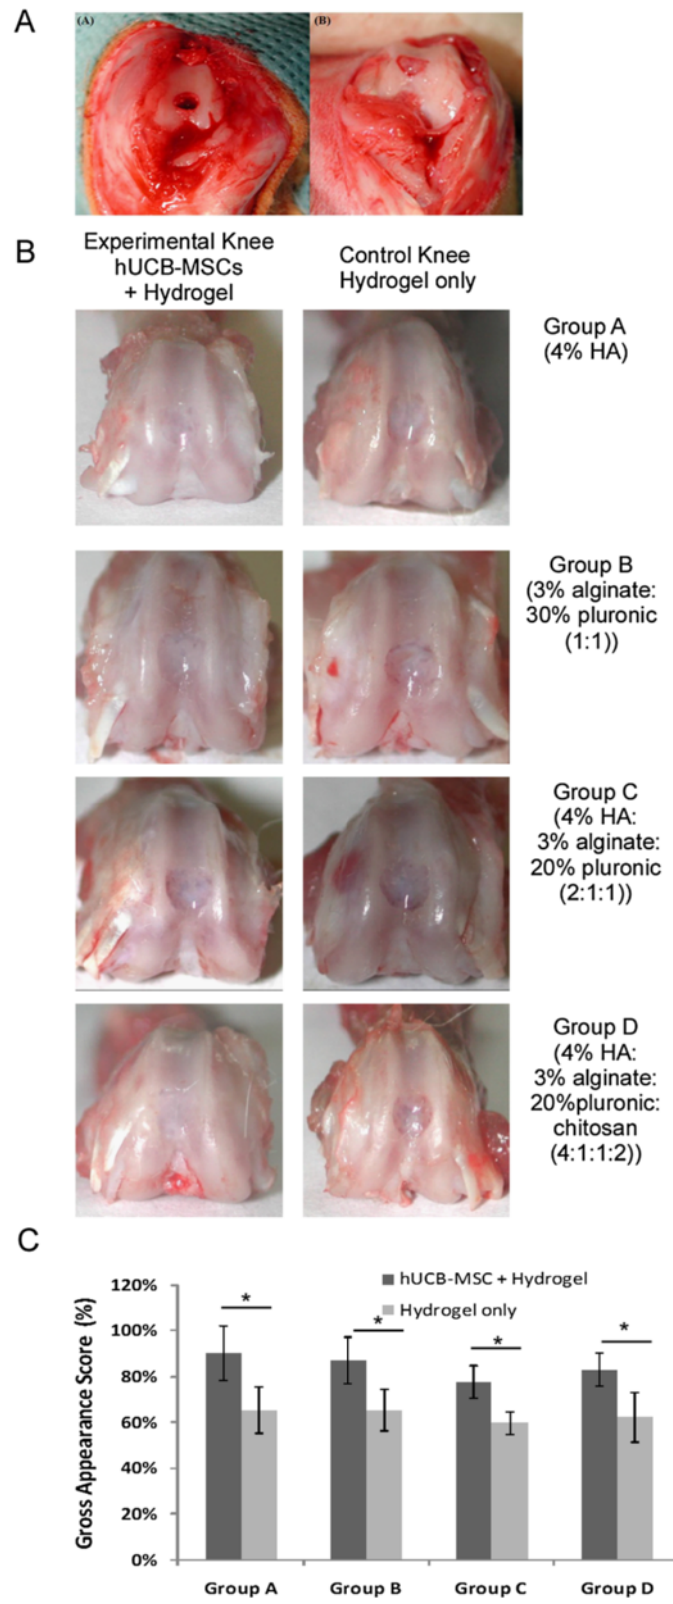 A
(A)
(B)
B
Experimental Knee
hUCB-MSCs
+ Hydrogel
Control Knee
Hydrogel only
Group A
(4% HA)
Group B
(3% alginate:
30% pluronic
(1:1))
Group C
(4% HA:
3% alginate:
20% pluronic
(2:1:1))
Group D
(4% HA:
3% alginate:
20%pluronic:
chitosan
(4:1:1:2))
C
Gross Appearance Score (%)
120%
100%
80%
60%
40%
20%
0%
hUCB-MSC + Hydrogel
Hydrogel only
*
*
*
*
Group A
Group B
Group C
Group D